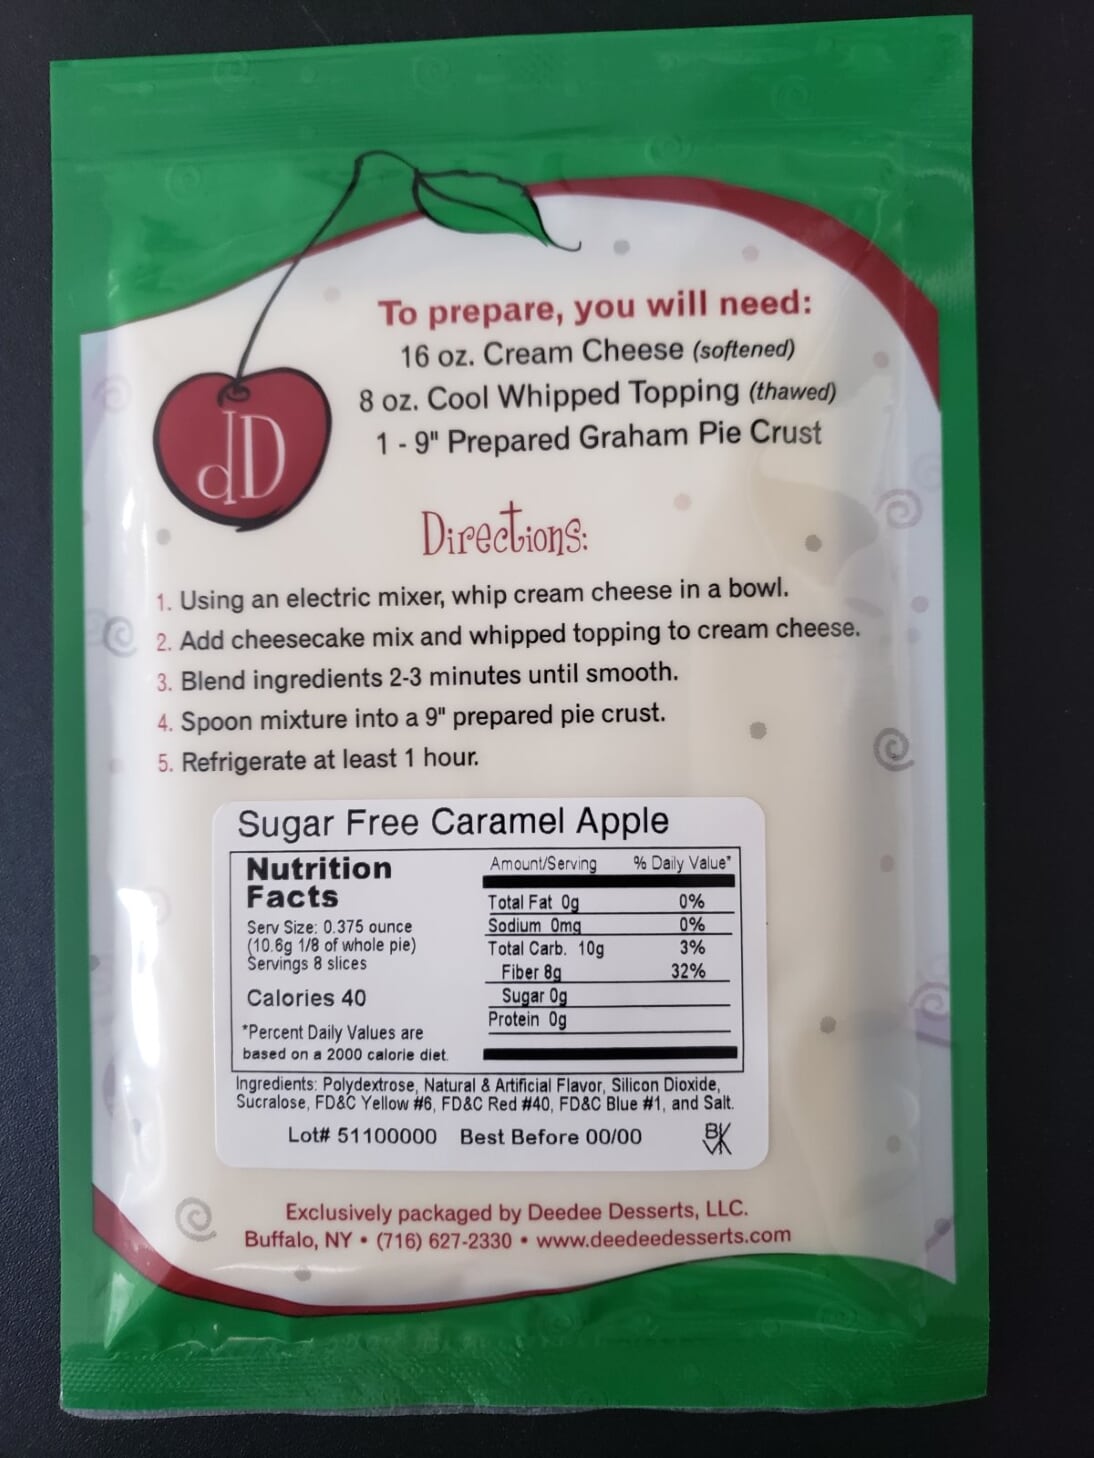 To prepare, you will need:
16 oz. Cream Cheese (softened)
8 oz. Cool Whipped Topping (thawed)
1 - 9" Prepared Graham Pie Crust
dD
Directions:
1. Using an electric mixer, whip cream cheese in a bowl.
2. Add cheesecake mix and whipped topping to cream cheese.
3. Blend ingredients 2-3 minutes until smooth.
4. Spoon mixture into a 9" prepared pie crust.
5. Refrigerate at least 1 hour.
Sugar Free Caramel Apple
Nutrition
Facts
Serv Size: 0.375 ounce
(10.6g 1/8 of whole pie)
Servings 8 slices
Calories 40
*Percent Daily Values are
based on a 2000 calorie diet.
Amount/Serving % Daily Value*
Total Fat 0g 0%
Sodium 0mg 0%
Total Carb. 10g 3%
Fiber 8g 32%
Sugar 0g
Protein 0g
Ingredients: Polydextrose, Natural & Artificial Flavor, Silicon Dioxide,
Sucralose, FD&C Yellow #6, FD&C Red #40, FD&C Blue #1, and Salt.
Lot# 51100000 Best Before 00/00
Exclusively packaged by Deedee Desserts, LLC.
Buffalo, NY • (716) 627-2330 • www.deedeedesserts.com